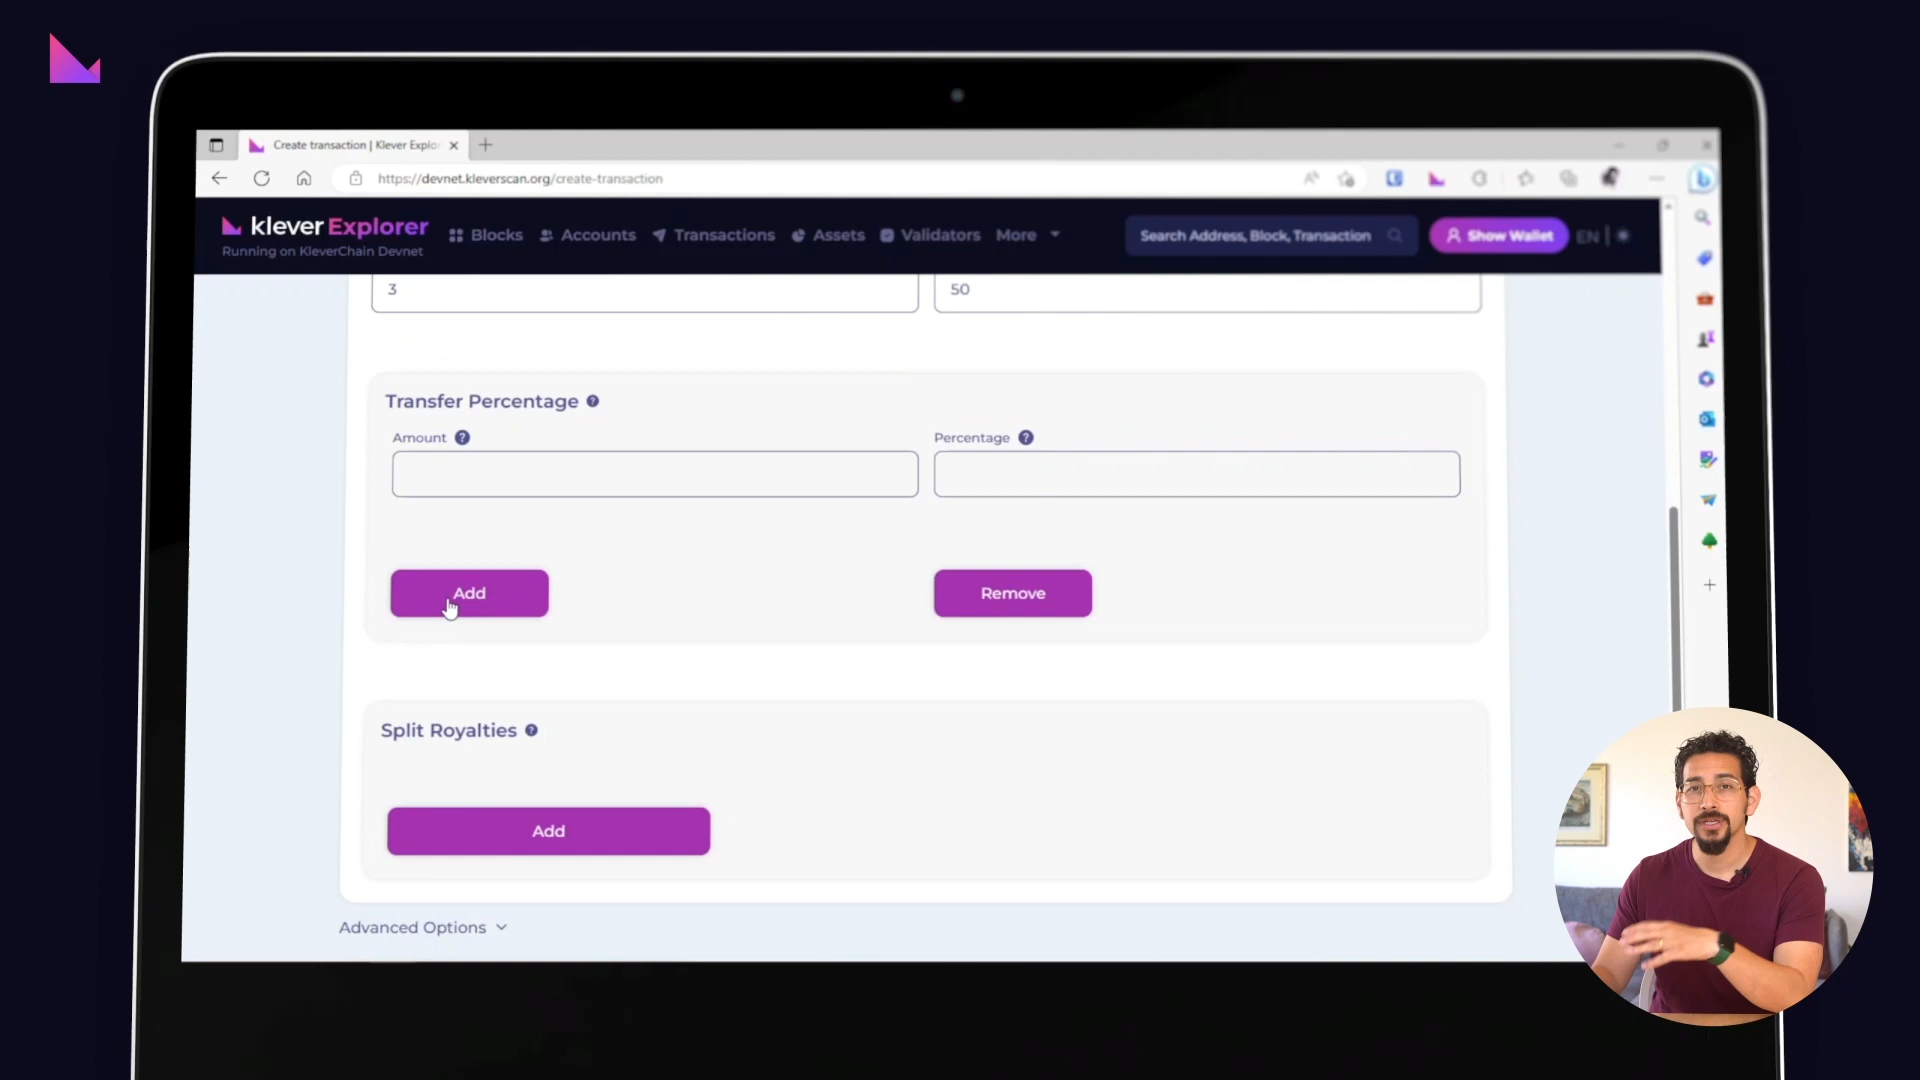 Create transaction | Klever Explo
https://devnet.kleverscan.org/create-transaction
klever Explorer
Running on KleverChain Devnet
Blocks
Accounts
Transactions
Assets
Validators
More
Search Address, Block, Transaction
Show Wallet
EN
3
50
Transfer Percentage
Amount
Percentage
Add
Remove
Split Royalties
Add
Advanced Options